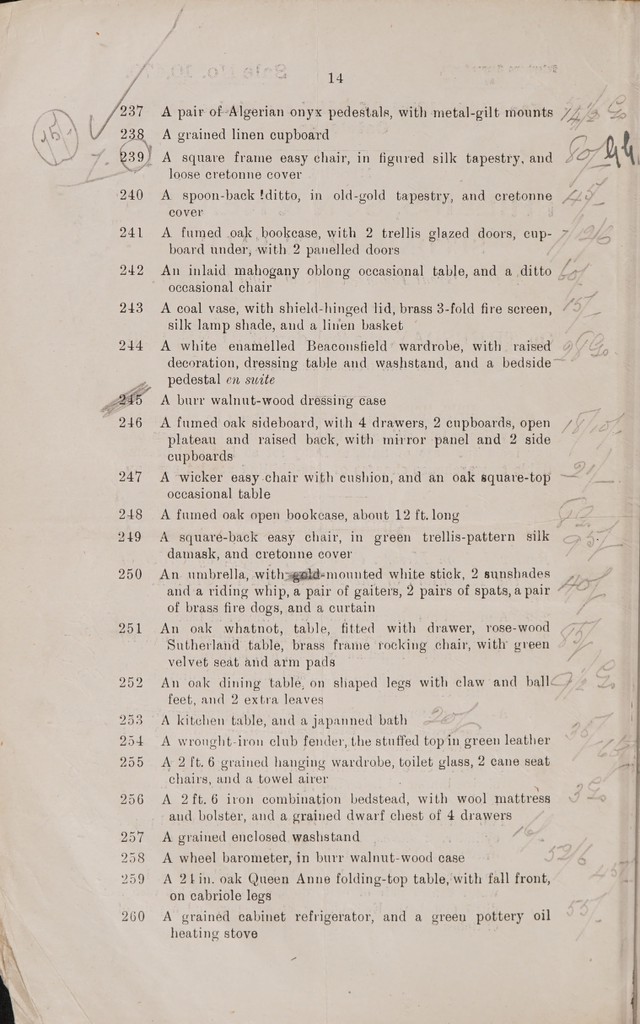 14
237 A pair of Algerian onyx pedestals, with metal-gilt mounts
238 A grained linen cupboard
239 A square frame easy chair, in figured silk tapestry, and
loose cretonne cover
240 A spoon-back ditto, in old-gold tapestry, and cretonne
cover
241 A fumed oak bookcase, with 2 trellis glazed doors, cup-
board under, with 2 panelled doors
242 An inlaid mahogany oblong occasional table, and a ditto
occasional chair
243 A coal vase, with shield-hinged lid, brass 3-fold fire screen,
silk lamp shade, and a linen basket
244 A white enamelled Beaconsfield wardrobe, with raised
decoration, dressing table and washstand, and a bedside
pedestal en suite
245 A burr walnut-wood dressing case
246 A fumed oak sideboard, with 4 drawers, 2 cupboards, open
plateau and raised back, with mirror panel and 2 side
cupboards
247 A wicker easy chair with cushion, and an oak square-top
occasional table
248 A fumed oak open bookcase, about 12 ft. long
249 A square-back easy chair, in green trellis-pattern silk
damask, and cretonne cover
250 An umbrella, with gold-mounted white stick, 2 sunshades
and a riding whip, a pair of gaiters, 2 pairs of spats, a pair
of brass fire dogs, and a curtain
251 An oak whatnot, table, fitted with drawer, rose-wood
Sutherland table, brass frame rocking chair, with green
velvet seat and arm pads
252 An oak dining table, on shaped legs with claw and ball
feet, and 2 extra leaves
253 A kitchen table, and a japanned bath
254 A wrought-iron club fender, the stuffed top in green leather
255 A 2 ft. 6 grained hanging wardrobe, toilet glass, 2 cane seat
chairs, and a towel airer
256 A 2 ft. 6 iron combination bedstead, with wool mattress
and bolster, and a grained dwarf chest of 4 drawers
257 A grained enclosed washstand
258 A wheel barometer, in burr walnut-wood case
259 A 24 in. oak Queen Anne folding-top table, with fall front,
on cabriole legs
260 A grained cabinet refrigerator, and a green pottery oil
heating stove